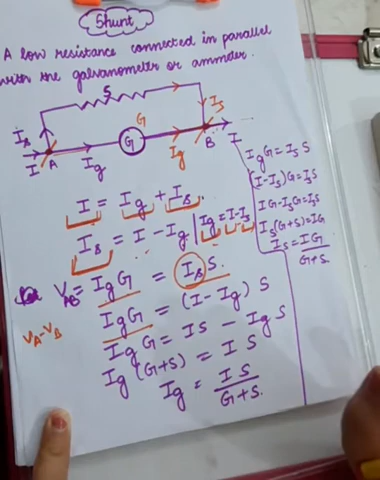 Shunt
A low resistance connected in parallel
with the galvanometer or ammeter.
S
G
Is
Is
I A Ig G Ig B I
I = Ig + Is.
Is = I - Ig | Ig = I-Is
VAB = IgG = IsS.
VA-VB
IgG = (I-Ig) S
IgG = IS - IgS
Ig (G+S) = IS
Ig = IS
G+S.
IgG = IsS
(I-Is)G=IsS
IG-IsG=IsS
Is(G+S)=IG
Is = IG
G+S.